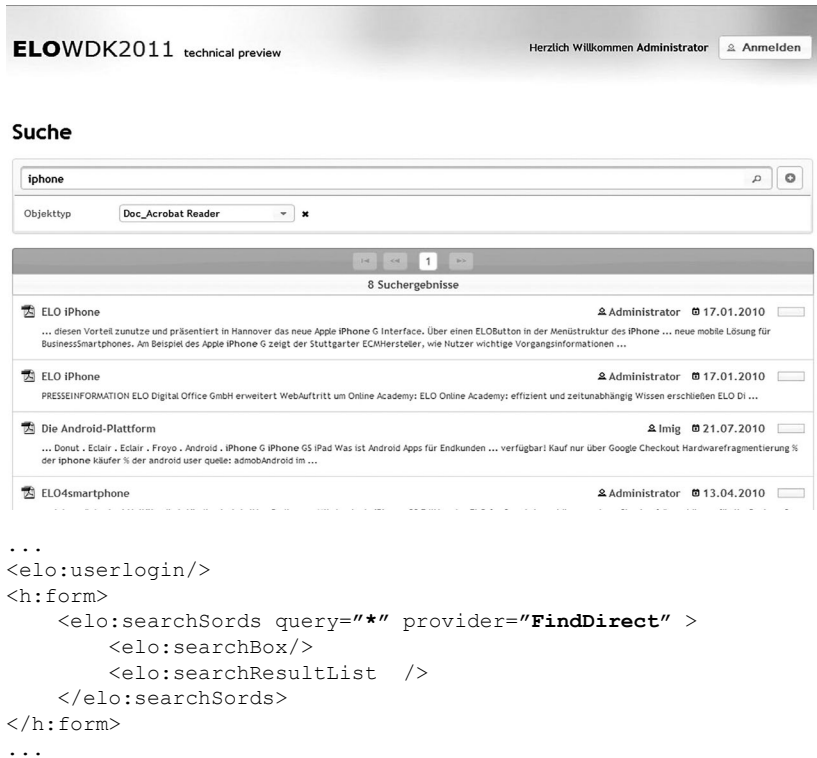 ELOWDK2011 technical preview
Herzlich Willkommen Administrator Anmelden
Suche
iphone
Objekttyp Doc_Acrobat Reader
1
8 Suchergebnisse
ELO iPhone Administrator 17.01.2010
... diesen Vorteil zunutze und präsentiert in Hannover das neue Apple iPhone G Interface. Über einen ELOButton in der Menüstruktur des iPhone ... neue mobile Lösung für
BusinessSmartphones. Am Beispiel des Apple iPhone G zeigt der Stuttgarter ECMHersteller, wie Nutzer wichtige Vorgangsinformationen ...
ELO iPhone Administrator 17.01.2010
PRESSEINFORMATION ELO Digital Office GmbH erweitert WebAuftritt um Online Academy: ELO Online Academy: effizient und zeitunabhängig Wissen erschließen ELO Di ...
Die Android-Plattform Imig 21.07.2010
... Donut . Eclair . Eclair . Froyo . Android . iPhone G iPhone GS iPad Was ist Android Apps für Endkunden ... verfügbar! Kauf nur über Google Checkout Hardwarefragmentierung %
der iphone käufer % der android user quelle: admobAndroid im ...
ELO4smartphone Administrator 13.04.2010
...
<elo:userlogin/>
<h:form>
<elo:searchSords query=”*” provider=”FindDirect” >
<elo:searchBox/>
<elo:searchResultList />
</elo:searchSords>
</h:form>
...